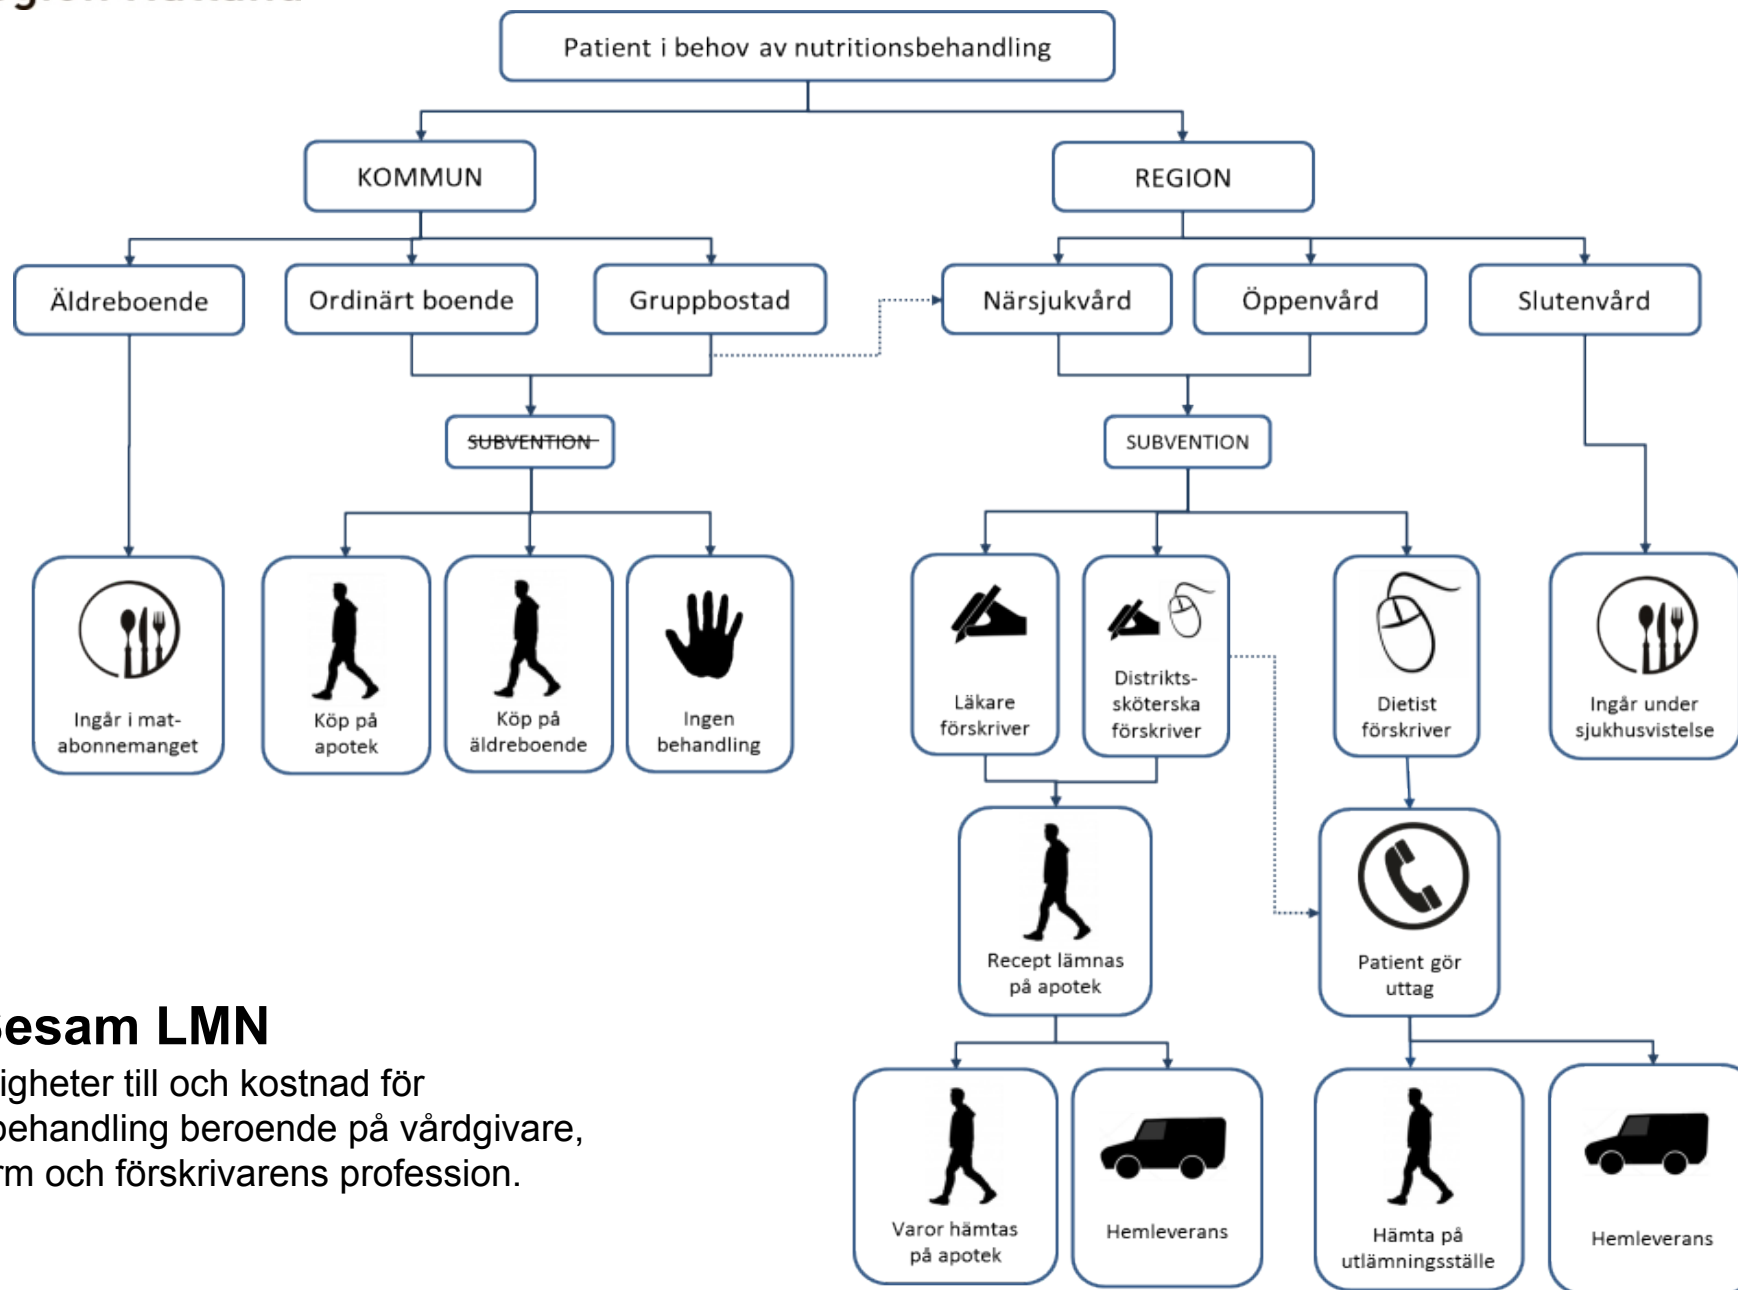 Patient i behov av nutritionsbehandling
KOMMUN
REGION
Äldreboende
Ordinärt boende
Gruppbostad
Närsjukvård
Öppenvård
Slutenvård
SUBVENTION
SUBVENTION
Ingår i mat-
abonnemanget
Köp på
apotek
Köp på
äldreboende
Ingen
behandling
Läkare
förskriver
Distrikts-
sköterska
förskriver
Dietist
förskriver
Ingår under
sjukhusvistelse
Recept lämnas
på apotek
Patient gör
uttag
Varor hämtas
på apotek
Hemleverans
Hämta på
utlämningsställe
Hemleverans
esam LMN
igheter till och kostnad för
behandling beroende på vårdgivare,
rm och förskrivarens profession.